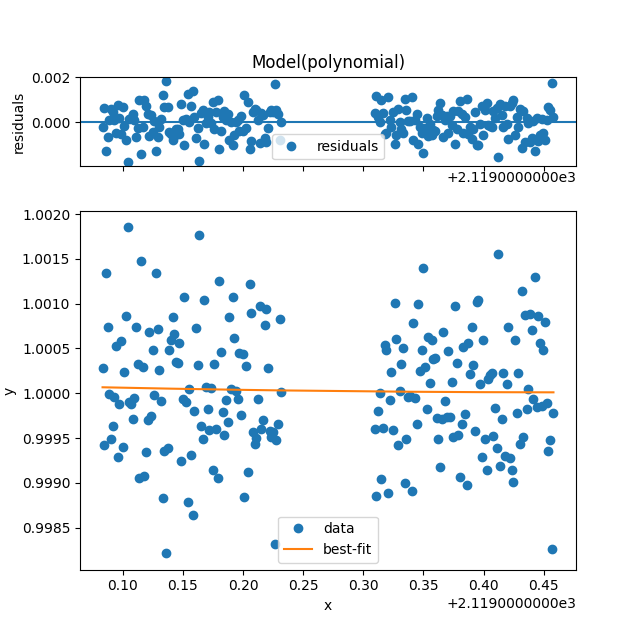 Model(polynomial)
0.002
0.000
residuals
residuals
+2.1190000000e3
1.0020
1.0015
1.0010
1.0005
1.0000
0.9995
0.9990
0.9985
y
data
best-fit
0.10 0.15 0.20 0.25 0.30 0.35 0.40 0.45
x
+2.1190000000e3